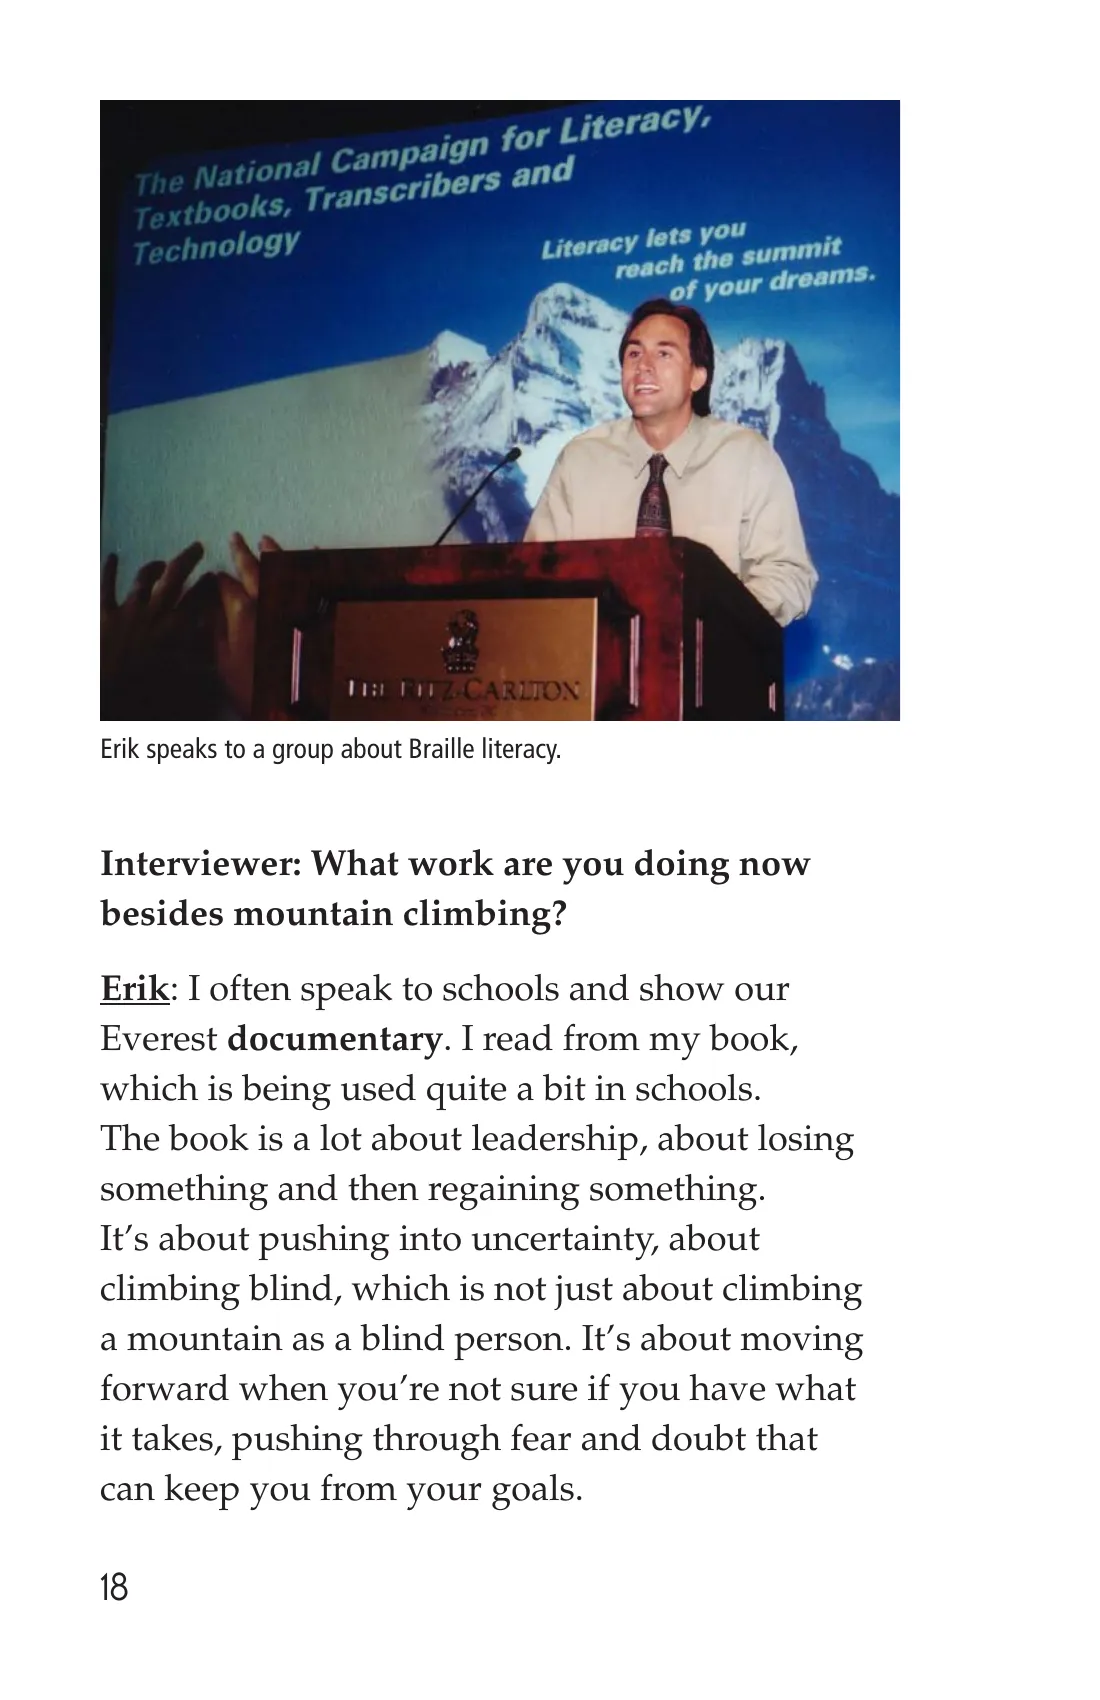 The National Campaign for Literacy,
Textbooks, Transcribers and
Technology
Literacy lets you
reach the summit
of your dreams.
THE RITZ-CARLTON
Erik speaks to a group about Braille literacy.
Interviewer: What work are you doing now
besides mountain climbing?
Erik: I often speak to schools and show our
Everest documentary. I read from my book,
which is being used quite a bit in schools.
The book is a lot about leadership, about losing
something and then regaining something.
It’s about pushing into uncertainty, about
climbing blind, which is not just about climbing
a mountain as a blind person. It’s about moving
forward when you’re not sure if you have what
it takes, pushing through fear and doubt that
can keep you from your goals.
18